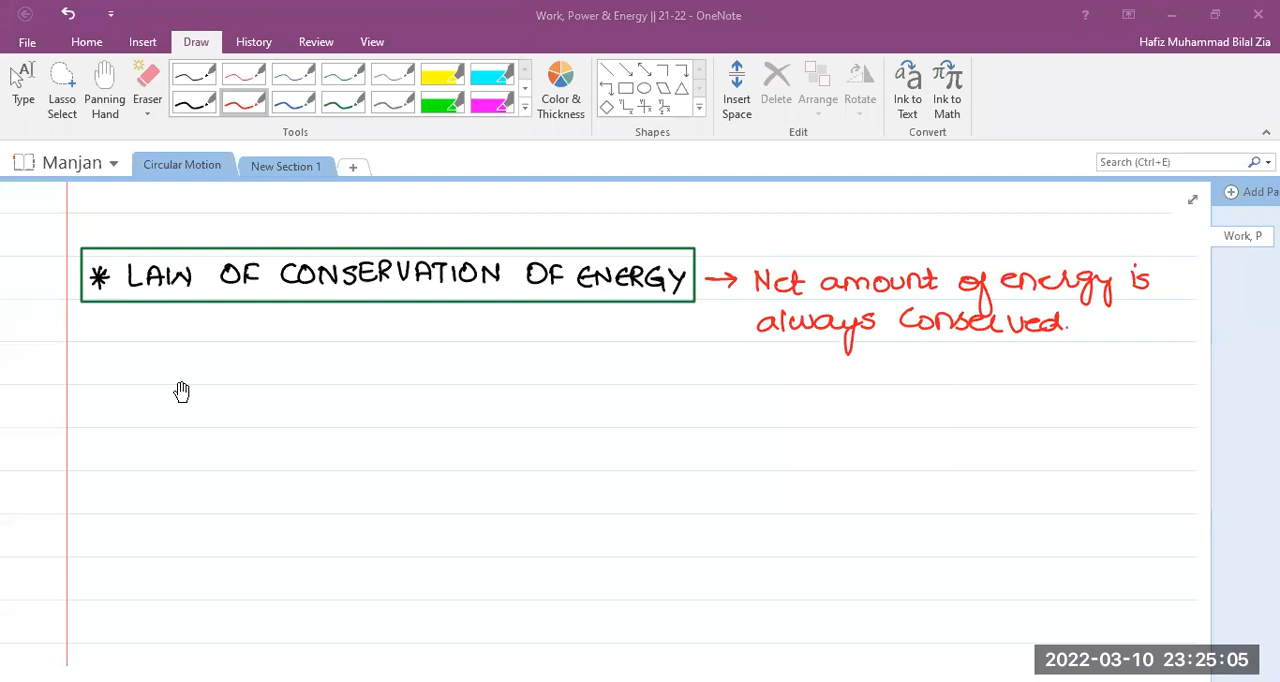 Work, Power & Energy || 21-22 - OneNote
?
File
Home
Insert
Draw
History
Review
View
Hafiz Muhammad Bilal Zia
Type
Lasso
Select
Panning
Hand
Eraser
Color &
Thickness
Insert
Space
Delete
Arrange
Rotate
Ink to
Text
Ink to
Math
Tools
Shapes
Edit
Convert
Manjan
Circular Motion
New Section 1
+
Search (Ctrl+E)
Add Pa
Work, P
* LAW OF CONSERVATION OF ENERGY → Net amount of energy is
always conserved.
2022-03-10 23:25:05